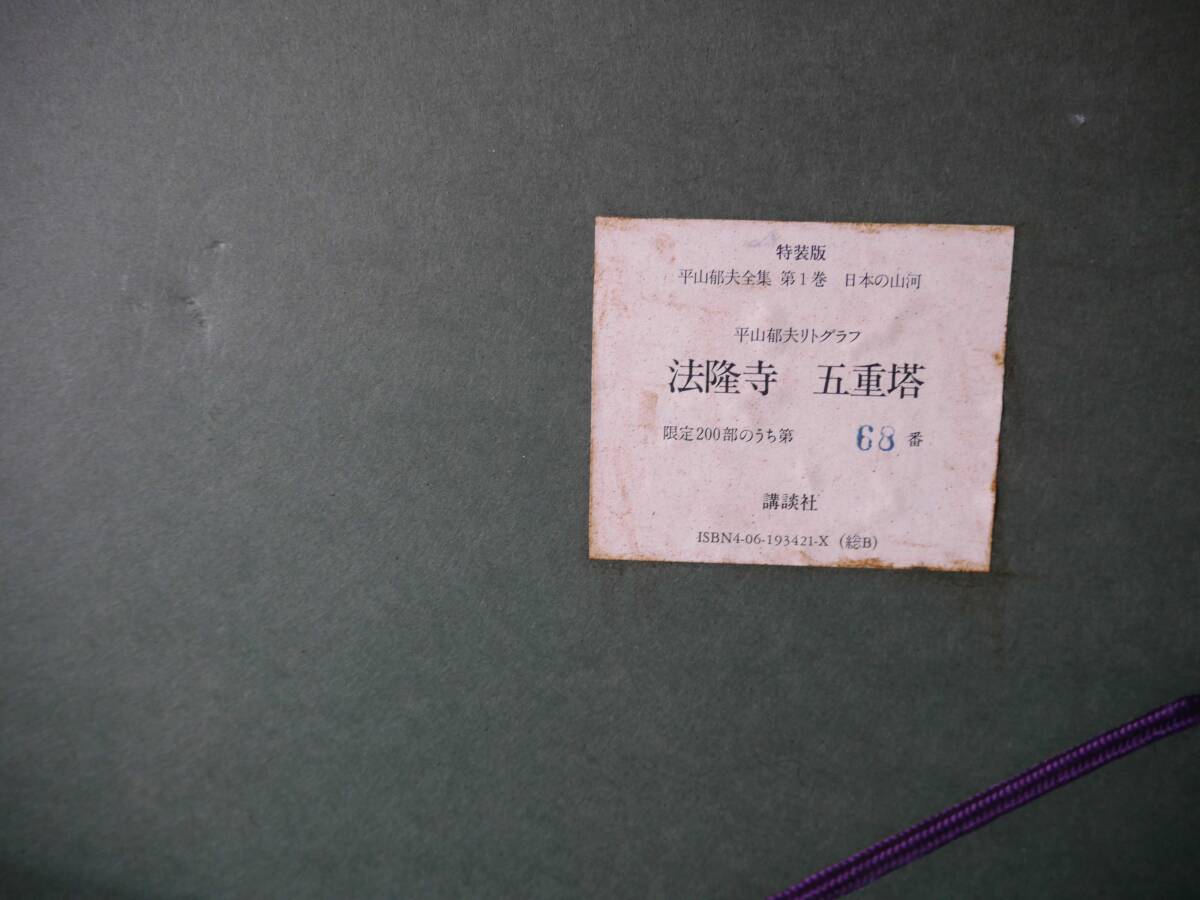 特装版
平山郁夫全集 第1巻 日本の山河
平山郁夫リトグラフ
法隆寺 五重塔
限定200部のうち第 68 番
講談社
ISBN4-06-193421-X (総B)